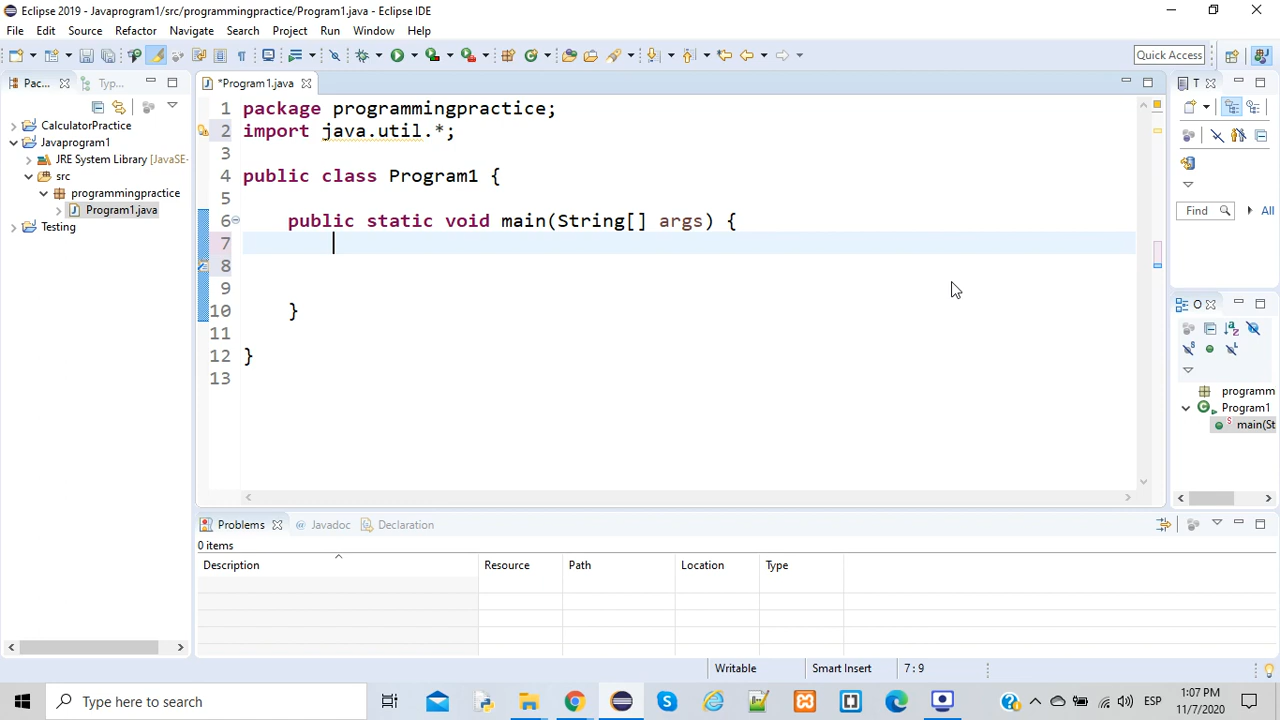 Eclipse 2019 - Javaprogram1/src/programmingpractice/Program1.java - Eclipse IDE
File Edit Source Refactor Navigate Search Project Run Window Help
Quick Access
Pac...
Typ...
*Program1.java
T
CalculatorPractice
Javaprogram1
JRE System Library [JavaSE-
src
programmingpractice
Program1.java
Testing
1 package programmingpractice;
2 import java.util.*;
3
4 public class Program1 {
5
6 public static void main(String[] args) {
7
8
9
10 }
11
12 }
13
Find All
O
programm
Program1
main(St
Problems @ Javadoc Declaration
0 items
Description Resource Path Location Type
Writable Smart Insert 7 : 9
Type here to search
ESP
1:07 PM
11/7/2020